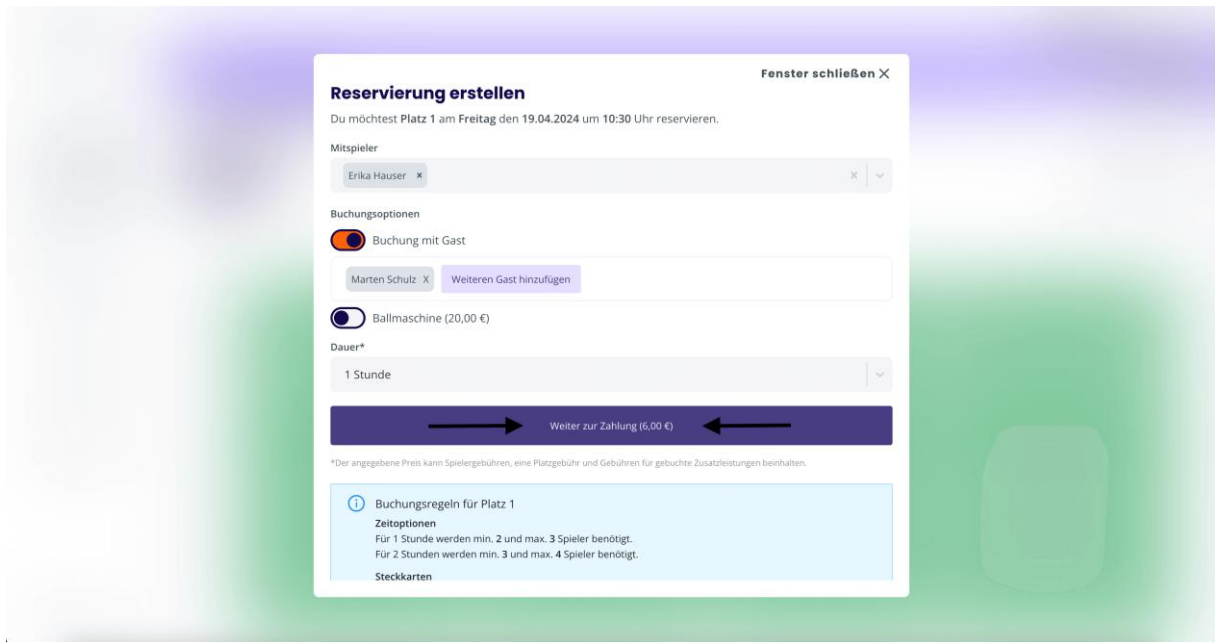 Fenster schließen X
Reservierung erstellen
Du möchtest Platz 1 am Freitag den 19.04.2024 um 10:30 Uhr reservieren.
Mitspieler
Erika Hauser ×
Buchungsoptionen
Buchung mit Gast
Marten Schulz X Weiteren Gast hinzufügen
Ballmaschine (20,00 €)
Dauer*
1 Stunde
Weiter zur Zahlung (6,00 €)
*Der angegebene Preis kann Spielergebühren, eine Platzgebühr und Gebühren für gebuchte Zusatzleistungen beinhalten.
Buchungsregeln für Platz 1
Zeitoptionen
Für 1 Stunde werden min. 2 und max. 3 Spieler benötigt.
Für 2 Stunden werden min. 3 und max. 4 Spieler benötigt.
Steckkarten